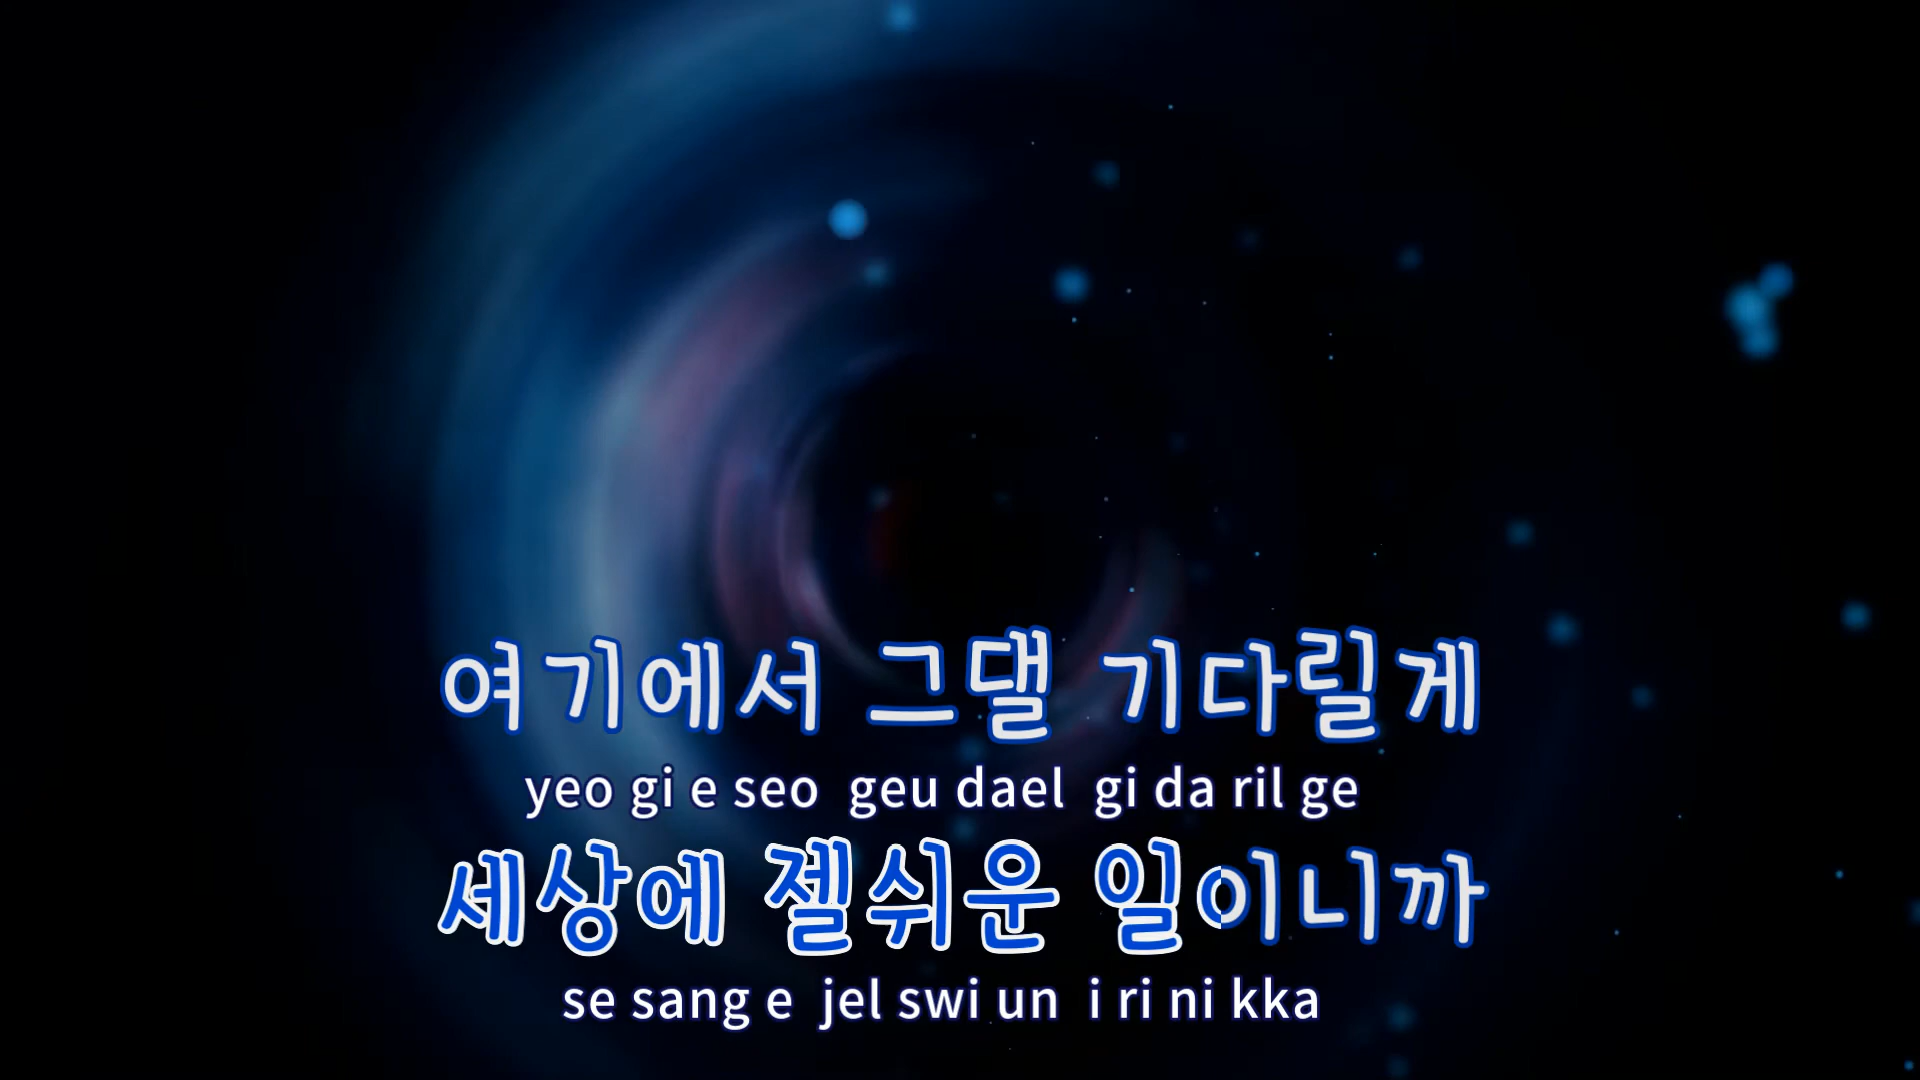 여기에서 그댈 기다릴게
yeo gi e seo geu dael gi da ril ge
세상에 젤쉬운 일이니까
se sang e jel swi un i ri ni kka